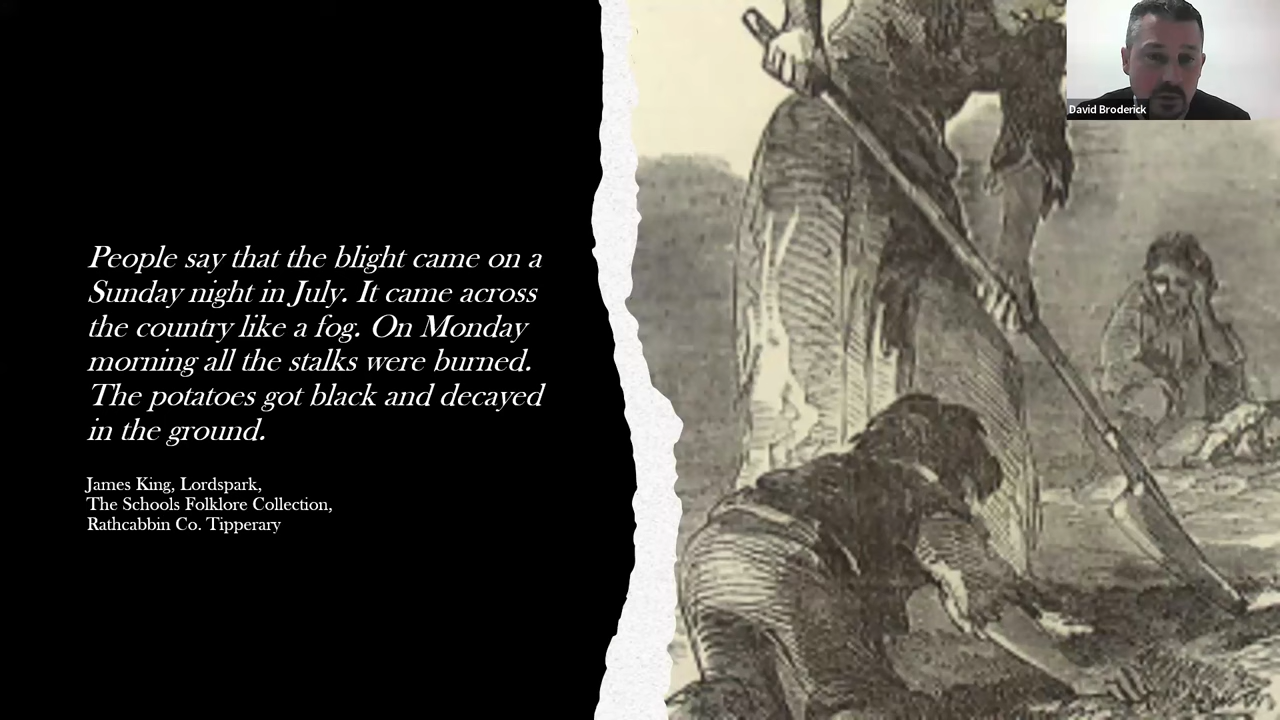 People say that the blight came on a
Sunday night in July. It came across
the country like a fog. On Monday
morning all the stalks were burned.
The potatoes got black and decayed
in the ground.
James King, Lordspark,
The Schools Folklore Collection,
Rathcabbin Co. Tipperary
David Broderick